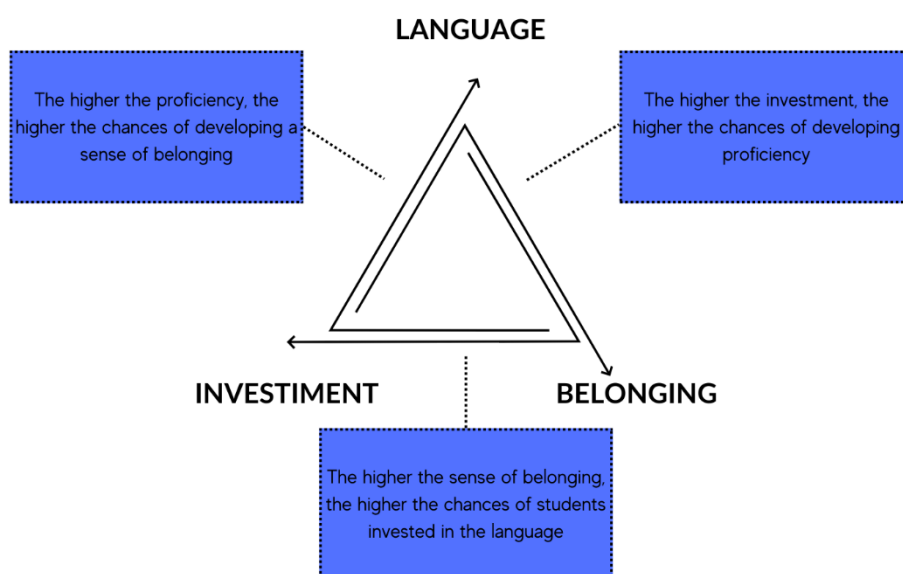 LANGUAGE
The higher the proficiency, the
higher the chances of developing a
sense of belonging
The higher the investment, the
higher the chances of developing
proficiency
INVESTIMENT
BELONGING
The higher the sense of belonging,
the higher the chances of students
invested in the language